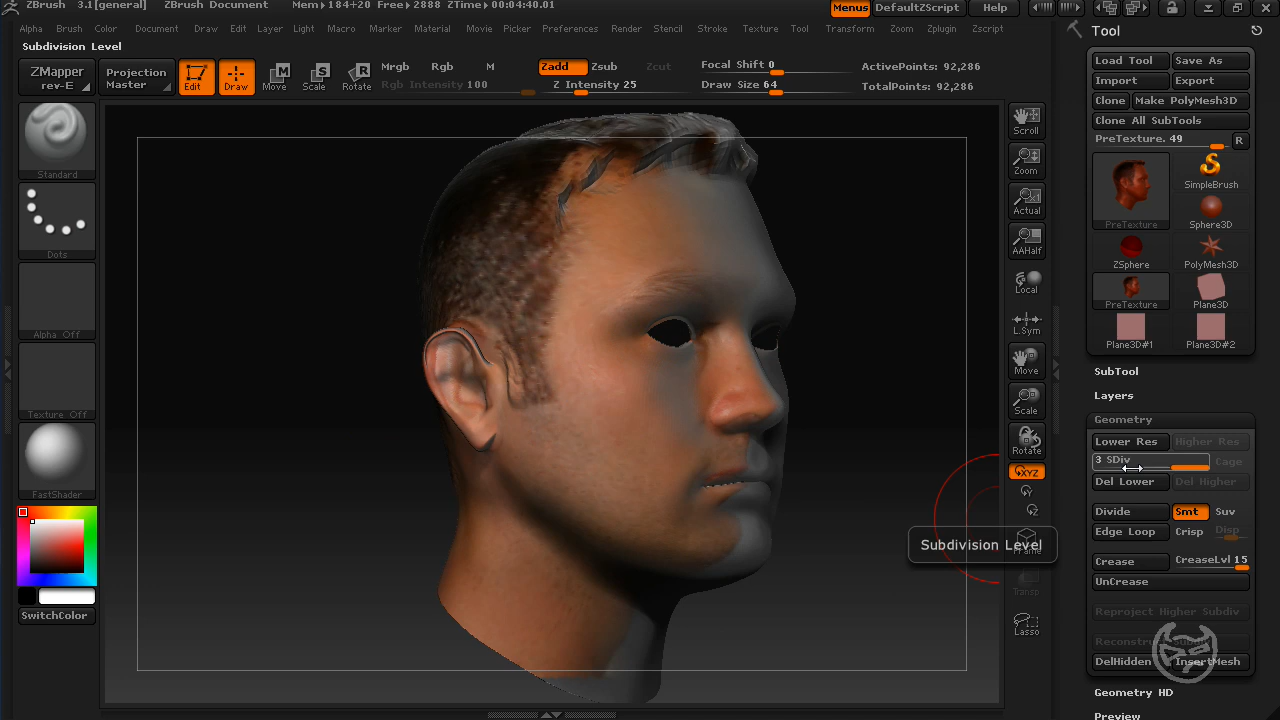 ZBrush 3.1[general] ZBrush Document Mem▸184+20 Free▸2888 ZTime▸00:04:40.01 Menus DefaultZScript Help
Alpha Brush Color Document Draw Edit Layer Light Macro Marker Material Movie Picker Preferences Render Stencil Stroke Texture Tool Transform Zoom Zplugin Zscript
Subdivision Level
ZMapper
rev-E
Projection
Master
Edit
Draw
Move
Scale
Rotate
Mrgb Rgb M
Rgb Intensity 100
Zadd Zsub Zcut
Z Intensity 25
Focal Shift 0
Draw Size 64
ActivePoints: 92,286
TotalPoints: 92,286
Standard
Dots
Alpha Off
Texture Off
FastShader
SwitchColor
Scroll
Zoom
Actual
AAHalf
Local
L.Sym
Move
Scale
Rotate
XYZ
Y
Z
Frame
Transp
Lasso
Subdivision Level
Tool
Load Tool Save As
Import Export
Clone Make PolyMesh3D
Clone All SubTools
PreTexture. 49 R
PreTexture
SimpleBrush
Sphere3D
ZSphere PolyMesh3D
PreTexture Plane3D
Plane3D#1 Plane3D#2
SubTool
Layers
Geometry
Lower Res Higher Res
3 SDiv Cage
Del Lower Del Higher
Divide Smt Suv
Edge Loop Crisp Disp
Crease CreaseLvl 15
UnCrease
Reproject Higher Subdiv
DelHidden InsertMesh
Geometry HD
Preview